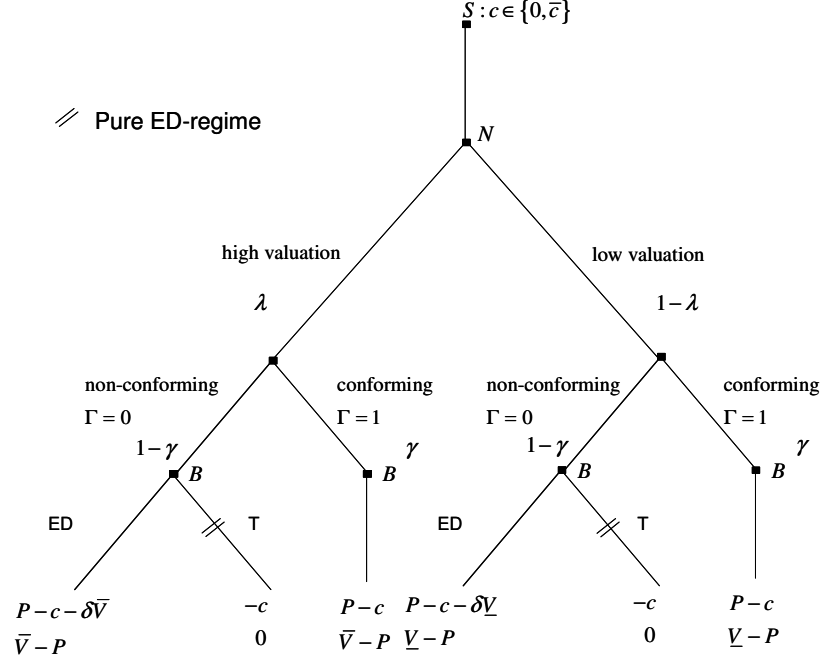 S : c ∈ {0, c̄}
N
Pure ED-regime
high valuation
low valuation
λ
1 − λ
non-conforming
conforming
non-conforming
conforming
Γ = 0
Γ = 1
Γ = 0
Γ = 1
1 − γ
γ
1 − γ
γ
B
B
B
B
ED
T
ED
T
P − c − δV̅
−c
P − c
P − c − δV̲
−c
P − c
V̅ − P
0
V̅ − P
V̲ − P
0
V̲ − P